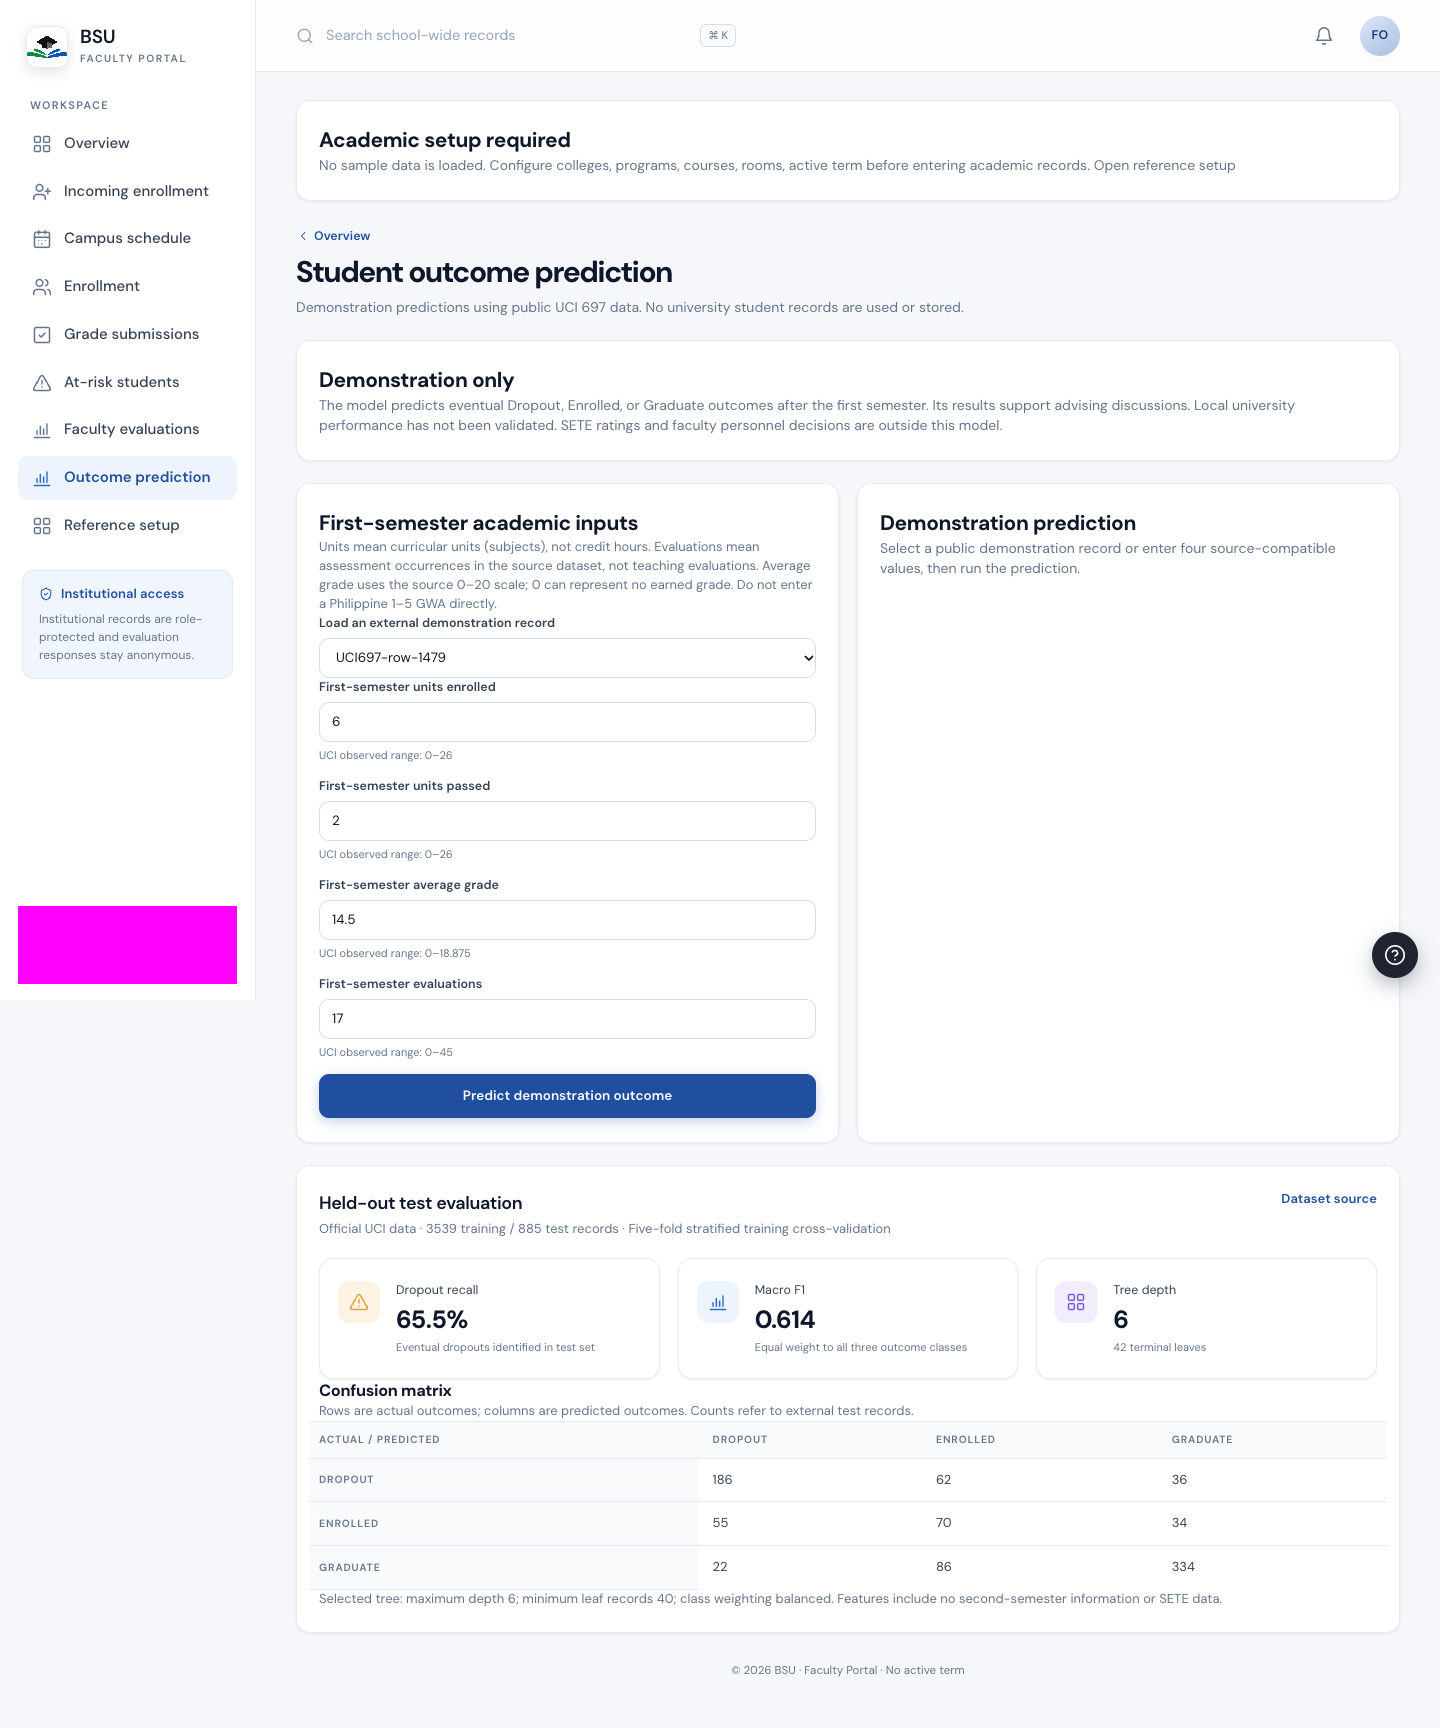 BSU
FACULTY PORTAL
Search school-wide records
⌘ K
FO
WORKSPACE
Overview
Incoming enrollment
Campus schedule
Enrollment
Grade submissions
At-risk students
Faculty evaluations
Outcome prediction
Reference setup
Institutional access
Institutional records are role-
protected and evaluation
responses stay anonymous.
Academic setup required
No sample data is loaded. Configure colleges, programs, courses, rooms, active term before entering academic records. Open reference setup
Overview
Student outcome prediction
Demonstration predictions using public UCI 697 data. No university student records are used or stored.
Demonstration only
The model predicts eventual Dropout, Enrolled, or Graduate outcomes after the first semester. Its results support advising discussions. Local university
performance has not been validated. SETE ratings and faculty personnel decisions are outside this model.
First-semester academic inputs
Units mean curricular units (subjects), not credit hours. Evaluations mean
assessment occurrences in the source dataset, not teaching evaluations. Average
grade uses the source 0–20 scale; 0 can represent no earned grade. Do not enter
a Philippine 1–5 GWA directly.
Load an external demonstration record
UCI697-row-1479
First-semester units enrolled
6
UCI observed range: 0–26
First-semester units passed
2
UCI observed range: 0–26
First-semester average grade
14.5
UCI observed range: 0–18.875
First-semester evaluations
17
UCI observed range: 0–45
Predict demonstration outcome
Demonstration prediction
Select a public demonstration record or enter four source-compatible
values, then run the prediction.
Held-out test evaluation
Dataset source
Official UCI data · 3539 training / 885 test records · Five-fold stratified training cross-validation
Dropout recall
65.5%
Eventual dropouts identified in test set
Macro F1
0.614
Equal weight to all three outcome classes
Tree depth
6
42 terminal leaves
Confusion matrix
Rows are actual outcomes; columns are predicted outcomes. Counts refer to external test records.
ACTUAL / PREDICTED DROPOUT ENROLLED GRADUATE
DROPOUT 186 62 36
ENROLLED 55 70 34
GRADUATE 22 86 334
Selected tree: maximum depth 6; minimum leaf records 40; class weighting balanced. Features include no second-semester information or SETE data.
© 2026 BSU · Faculty Portal · No active term